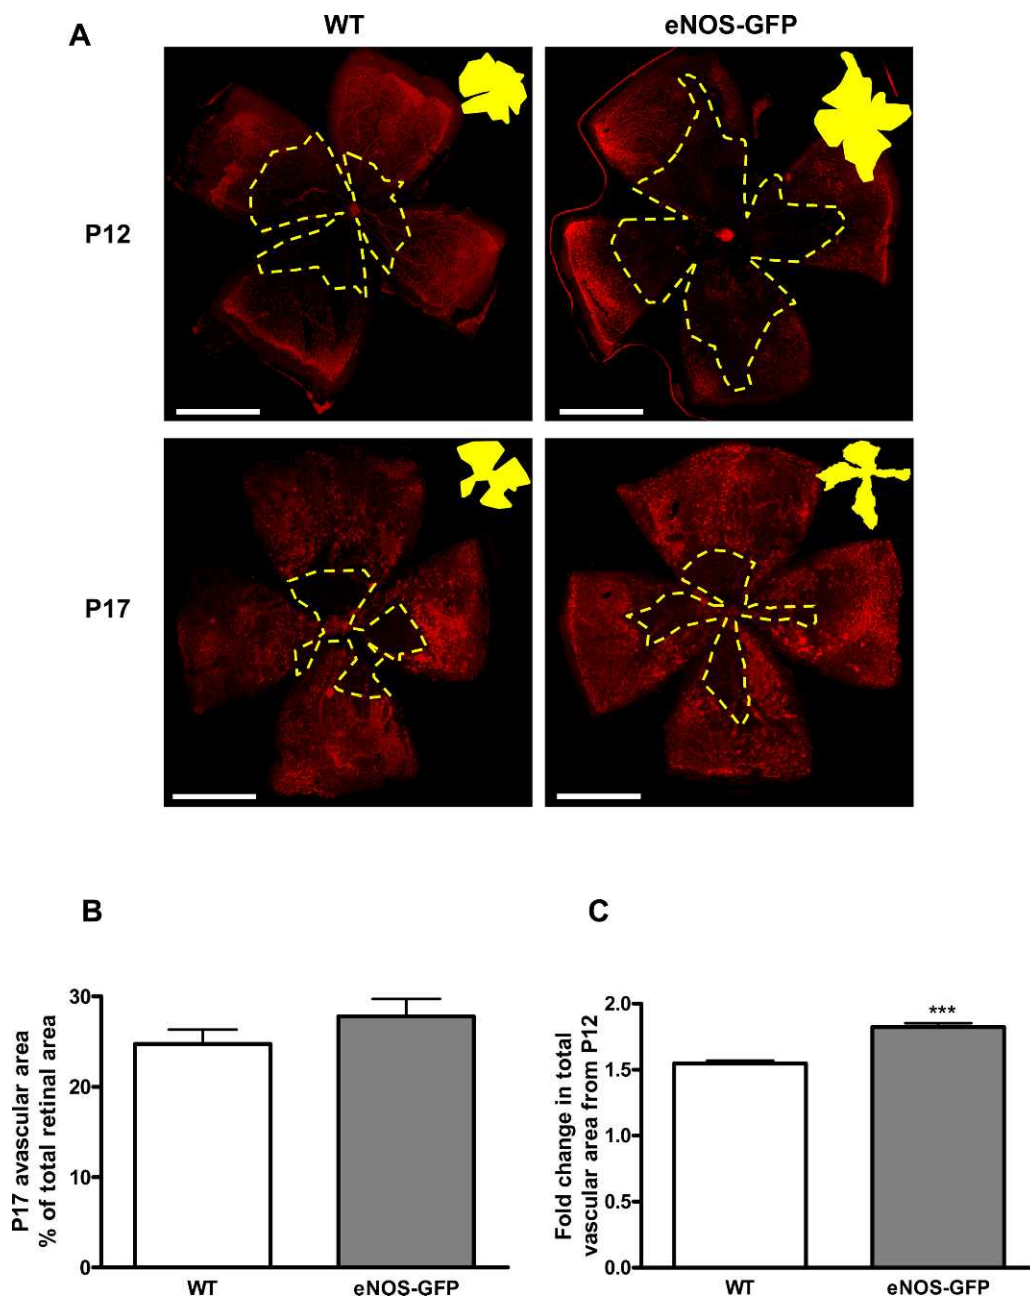 A
WT
eNOS-GFP
P12
P17
B
C
P17 avascular area
% of total retinal area
30
20
10
0
WT
eNOS-GFP
Fold change in total
vascular area from P12
2.0
1.5
1.0
0.5
0.0
***
WT
eNOS-GFP